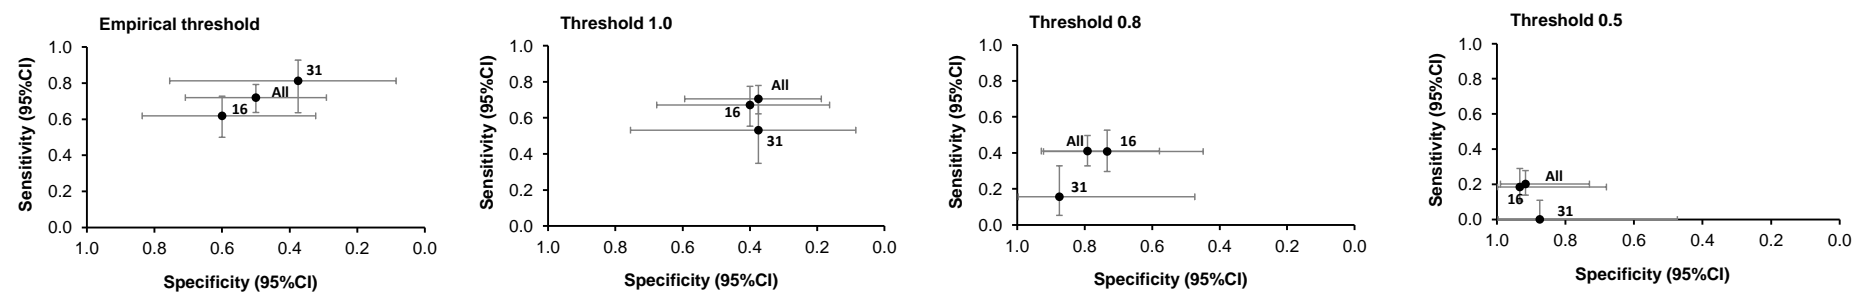 Empirical threshold
Sensitivity (95%CI)
1.0
0.8
0.6
0.4
0.2
0.0
31
All
16
1.0 0.8 0.6 0.4 0.2 0.0
Specificity (95%CI)
Threshold 1.0
Sensitivity (95%CI)
1.0
0.8
0.6
0.4
0.2
0.0
All
16
31
1.0 0.8 0.6 0.4 0.2 0.0
Specificity (95%CI)
Threshold 0.8
Sensitivity (95%CI)
1.0
0.8
0.6
0.4
0.2
0.0
All 16
31
1.0 0.8 0.6 0.4 0.2 0.0
Specificity (95%CI)
Threshold 0.5
Sensitivity (95%CI)
1.0
0.8
0.6
0.4
0.2
0.0
All
16
31
1.0 0.8 0.6 0.4 0.2 0.0
Specificity (95%CI)